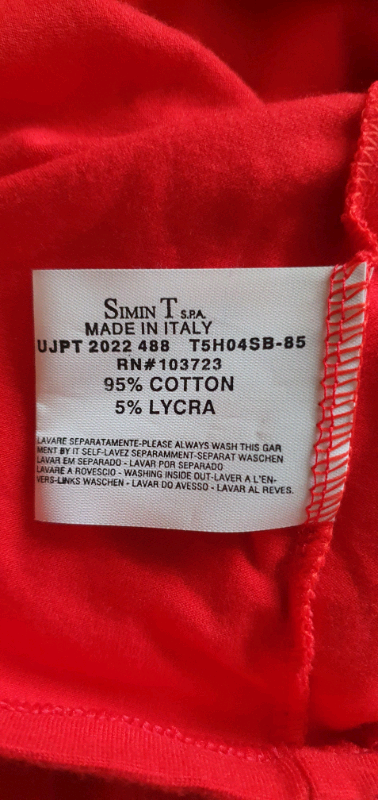 SIMIN T S.P.A.
MADE IN ITALY
UJPT 2022 488 T5H04SB-85
RN#103723
95% COTTON
5% LYCRA
LAVARE SEPARATAMENTE-PLEASE ALWAYS WASH THIS GAR
MENT BY IT SELF-LAVEZ SEPARAMMENT-SEPARAT WASCHEN
LAVAR EM SEPARADO - LAVAR POR SEPARADO
LAVARE A ROVESCIO - WASHING INSIDE OUT-LAVER A L'EN-
VERS-LINKS WASCHEN - LAVAR DO AVESSO - LAVAR AL REVES.